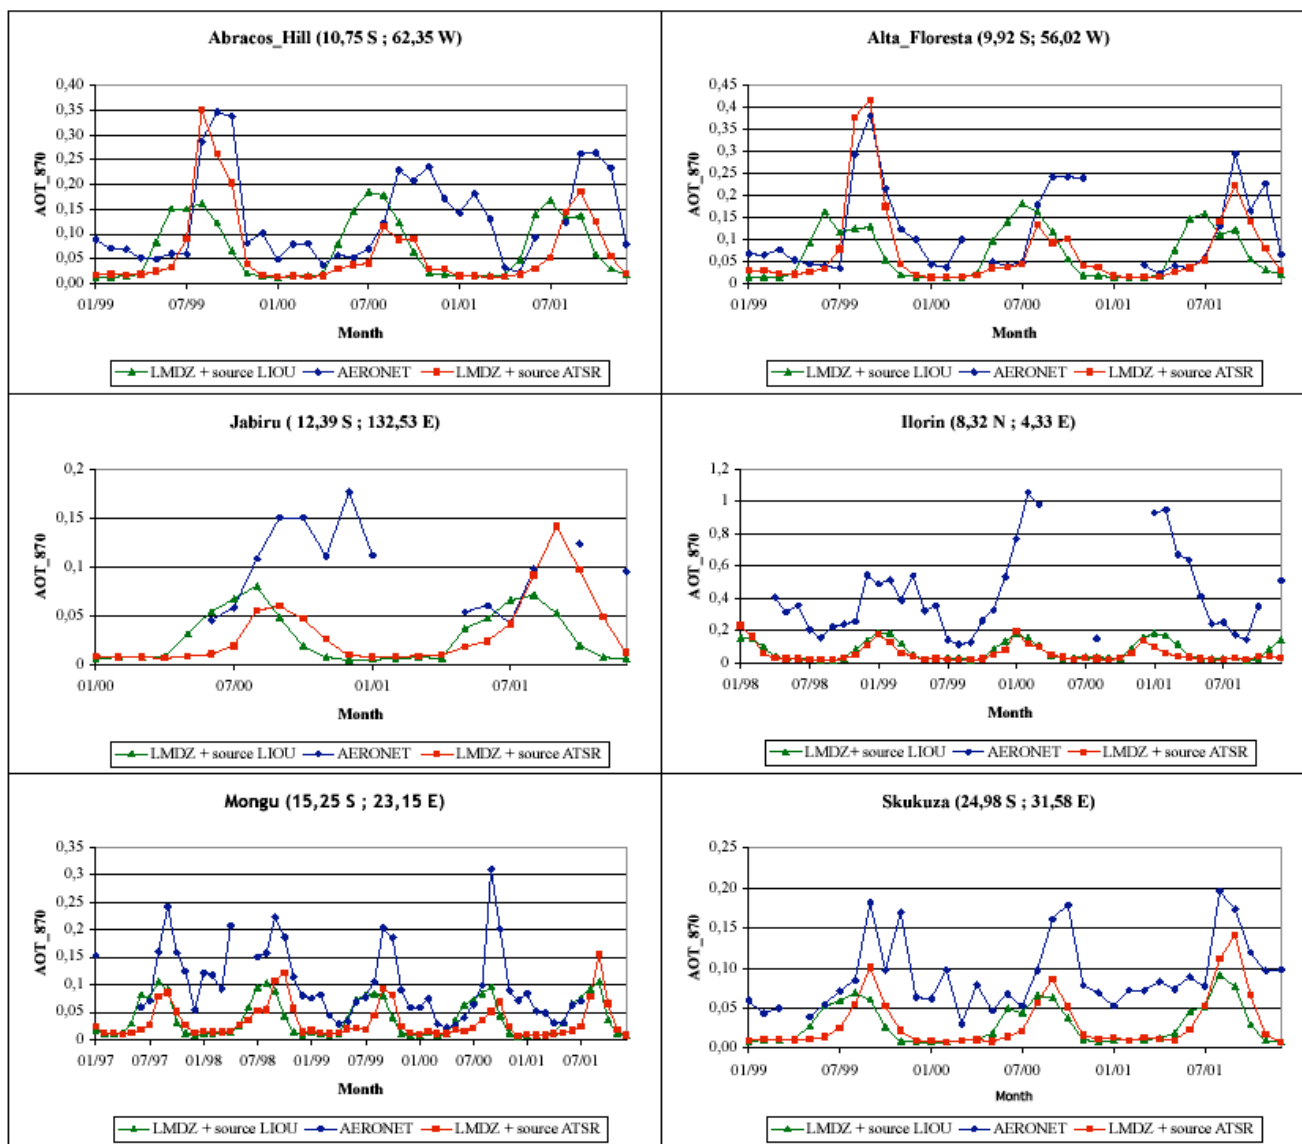 Abracos_Hill (10,75 S ; 62,35 W)
0,40
0,35
0,30
0,25
0,20
0,15
0,10
0,05
0,00
AOT_870
01/99 07/99 01/00 07/00 01/01 07/01
Month
LMDZ + source LIOU AERONET LMDZ + source ATSR
Alta_Floresta (9,92 S; 56,02 W)
0,45
0,4
0,35
0,3
0,25
0,2
0,15
0,1
0,05
0
AOT_870
01/99 07/99 01/00 07/00 01/01 07/01
Month
LMDZ + source LIOU AERONET LMDZ + source ATSR
Jabiru ( 12,39 S ; 132,53 E)
0,2
0,15
0,1
0,05
0
AOT_870
01/00 07/00 01/01 07/01
Month
LMDZ + source LIOU AERONET LMDZ + source ATSR
Ilorin (8,32 N ; 4,33 E)
1,2
1
0,8
0,6
0,4
0,2
0
AOT_870
01/98 07/98 01/99 07/99 01/00 07/00 01/01 07/01
Month
LMDZ+ source LIOU AERONET LMDZ + source ATSR
Mongu (15,25 S ; 23,15 E)
0,35
0,3
0,25
0,2
0,15
0,1
0,05
0
AOT_870
01/97 07/97 01/98 07/98 01/99 07/99 01/00 07/00 01/01 07/01
Month
LMDZ + source LIOU AERONET LMDZ + source ATSR
Skukuza (24,98 S ; 31,58 E)
0,25
0,20
0,15
0,10
0,05
0,00
AOT_870
01/99 07/99 01/00 07/00 01/01 07/01
Month
LMDZ + source LIOU AERONET LMDZ + source ATSR